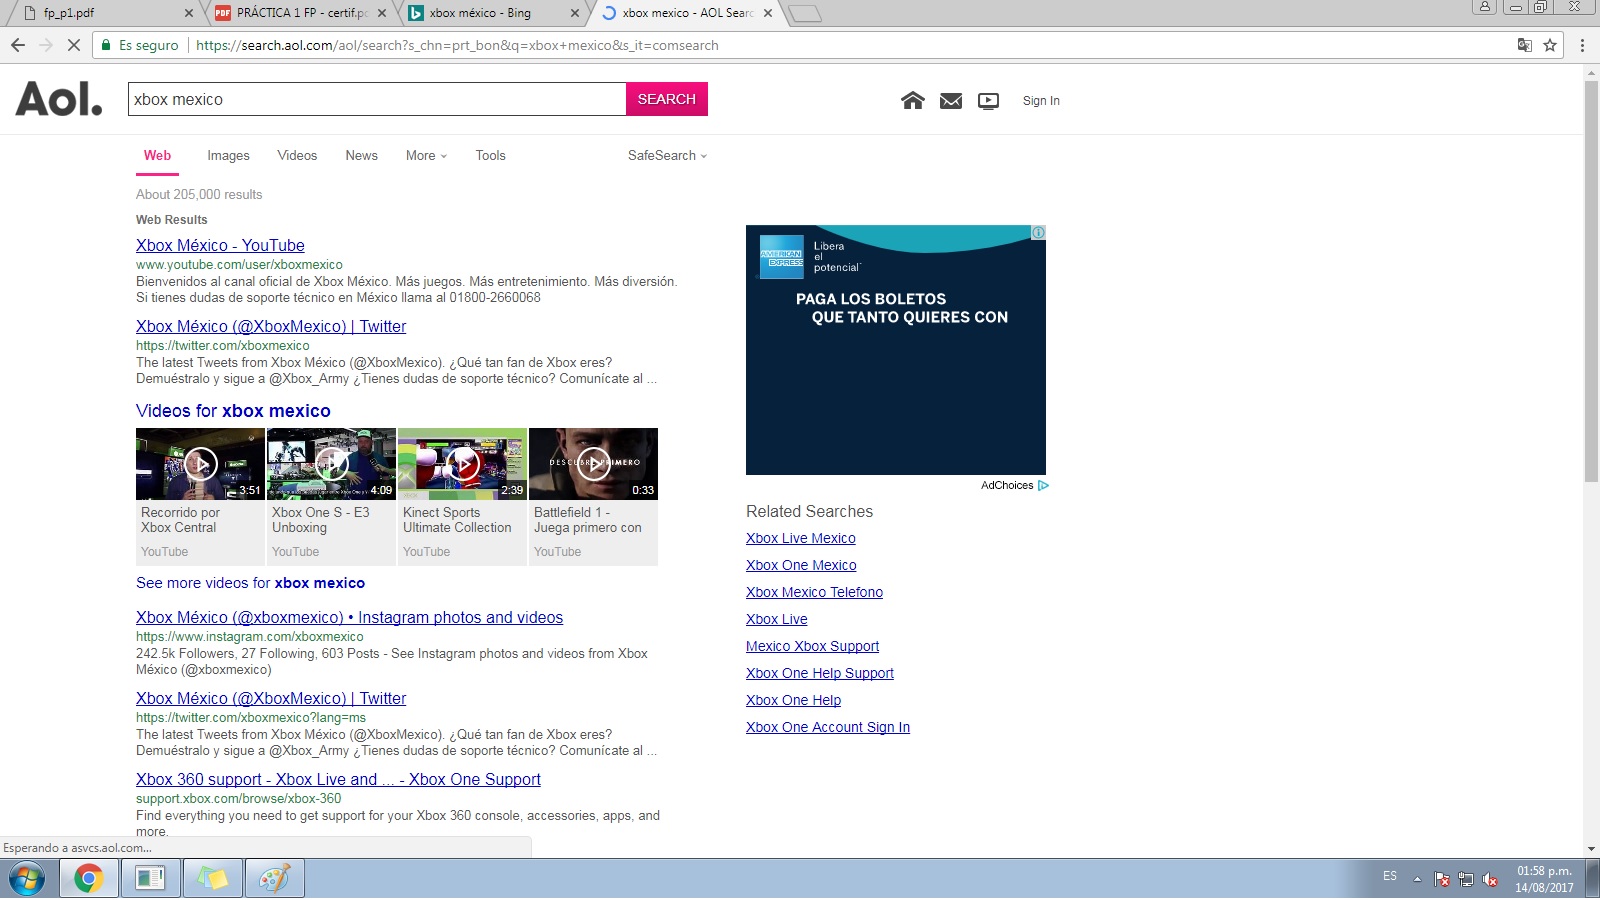 fp_p1.pdf
PDF PRÁCTICA 1 FP - certif.pd
xbox méxico - Bing
xbox mexico - AOL Searc
Es seguro
https://search.aol.com/aol/search?s_chn=prt_bon&q=xbox+mexico&s_it=comsearch
Aol.
xbox mexico
SEARCH
Sign In
Web
Images
Videos
News
More
Tools
SafeSearch
About 205,000 results
Web Results
Xbox México - YouTube
www.youtube.com/user/xboxmexico
Bienvenidos al canal oficial de Xbox México. Más juegos. Más entretenimiento. Más diversión.
Si tienes dudas de soporte técnico en México llama al 01800-2660068
Xbox México (@XboxMexico) | Twitter
https://twitter.com/xboxmexico
The latest Tweets from Xbox México (@XboxMexico). ¿Qué tan fan de Xbox eres?
Demuéstralo y sigue a @Xbox_Army ¿Tienes dudas de soporte técnico? Comunícate al ...
Videos for xbox mexico
3:51
4:09
2:39
DESCUBRE PRIMERO
0:33
Recorrido por
Xbox Central
YouTube
Xbox One S - E3
Unboxing
YouTube
Kinect Sports
Ultimate Collection
YouTube
Battlefield 1 -
Juega primero con
YouTube
See more videos for xbox mexico
Xbox México (@xboxmexico) • Instagram photos and videos
https://www.instagram.com/xboxmexico
242.5k Followers, 27 Following, 603 Posts - See Instagram photos and videos from Xbox
México (@xboxmexico)
Xbox México (@XboxMexico) | Twitter
https://twitter.com/xboxmexico?lang=ms
The latest Tweets from Xbox México (@XboxMexico). ¿Qué tan fan de Xbox eres?
Demuéstralo y sigue a @Xbox_Army ¿Tienes dudas de soporte técnico? Comunícate al ...
Xbox 360 support - Xbox Live and ... - Xbox One Support
support.xbox.com/browse/xbox-360
Find everything you need to get support for your Xbox 360 console, accessories, apps, and
more.
AMERICAN
EXPRESS
Libera
el
potencial
PAGA LOS BOLETOS
QUE TANTO QUIERES CON
AdChoices
Related Searches
Xbox Live Mexico
Xbox One Mexico
Xbox Mexico Telefono
Xbox Live
Mexico Xbox Support
Xbox One Help Support
Xbox One Help
Xbox One Account Sign In
Esperando a asvcs.aol.com...
ES
01:58 p.m.
14/08/2017